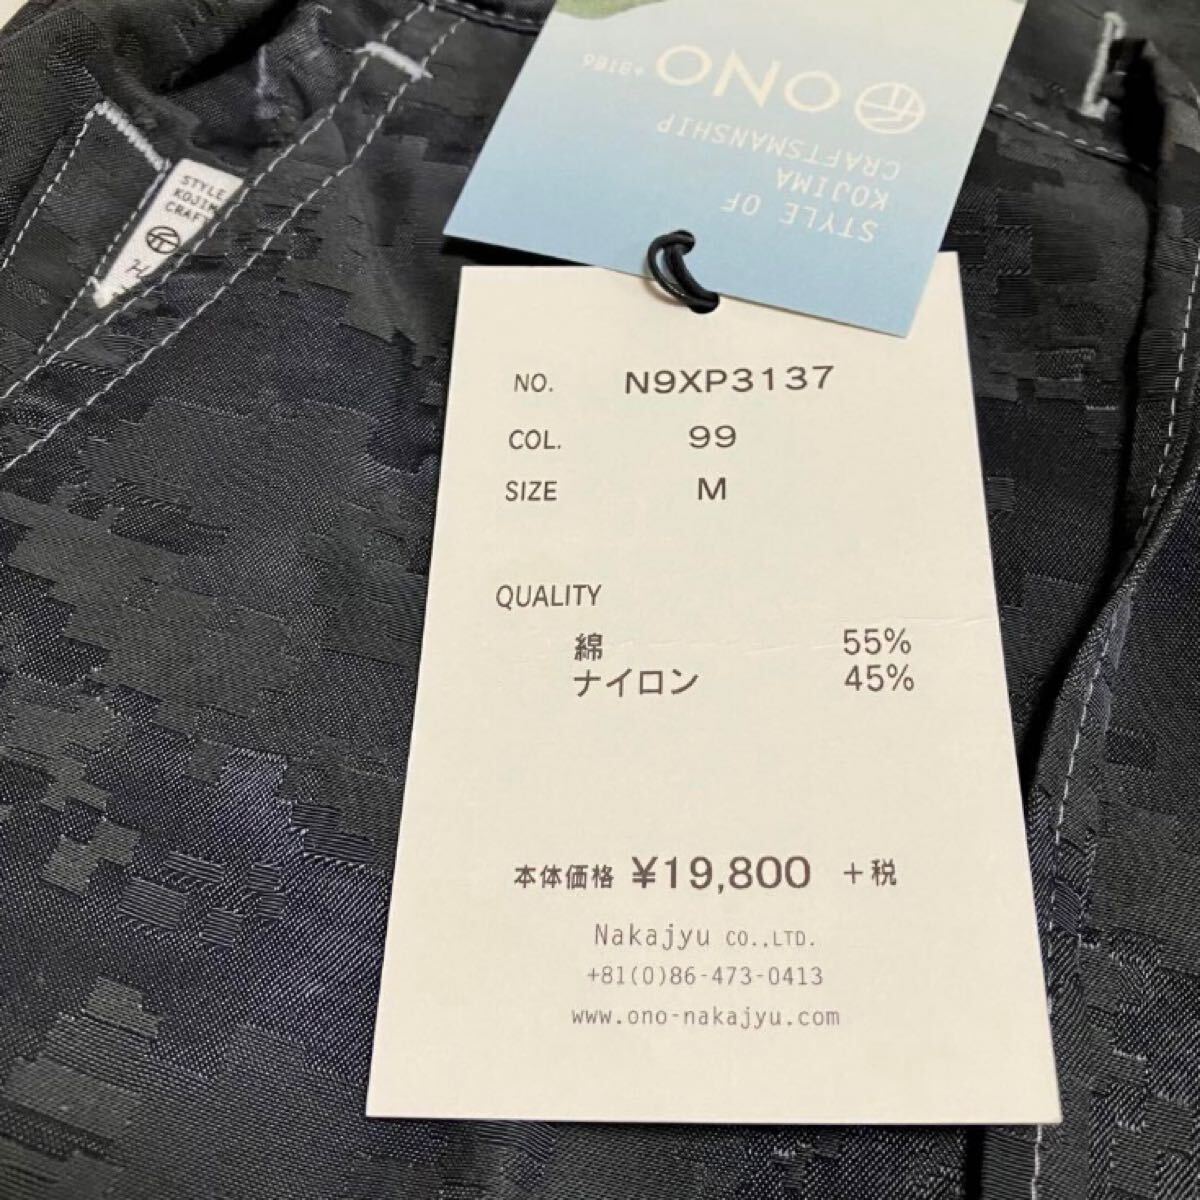 ONO +8186
STYLE OF
KOJIMA
CRAFTSMANSHIP
STYLE
KOJIM
CRAF
NO. N9XP3137
COL. 99
SIZE M
QUALITY
綿 55%
ナイロン 45%
本体価格 ¥19,800 +税
Nakajyu CO.,LTD.
+81(0)86-473-0413
www.ono-nakajyu.com